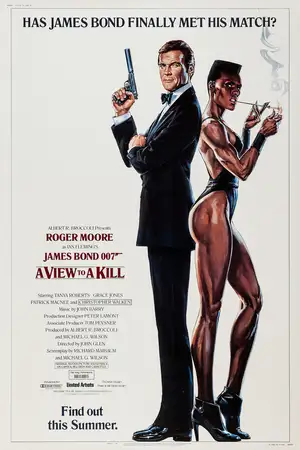 HAS JAMES BOND FINALLY MET HIS MATCH?
ALBERT R. BROCCOLI Presents
ROGER MOORE
as IAN FLEMING'S
JAMES BOND 007
A VIEW TO A KILL
Starring TANYA ROBERTS · GRACE JONES
PATRICK MACNEE and CHRISTOPHER WALKEN
Music by JOHN BARRY
Production Designer PETER LAMONT
Associate Producer TOM PEVSNER
Produced by ALBERT R. BROCCOLI
and MICHAEL G. WILSON
Directed by JOHN GLEN
Screenplay by RICHARD MAIBAUM
and MICHAEL G. WILSON
United Artists
Find out
this Summer.